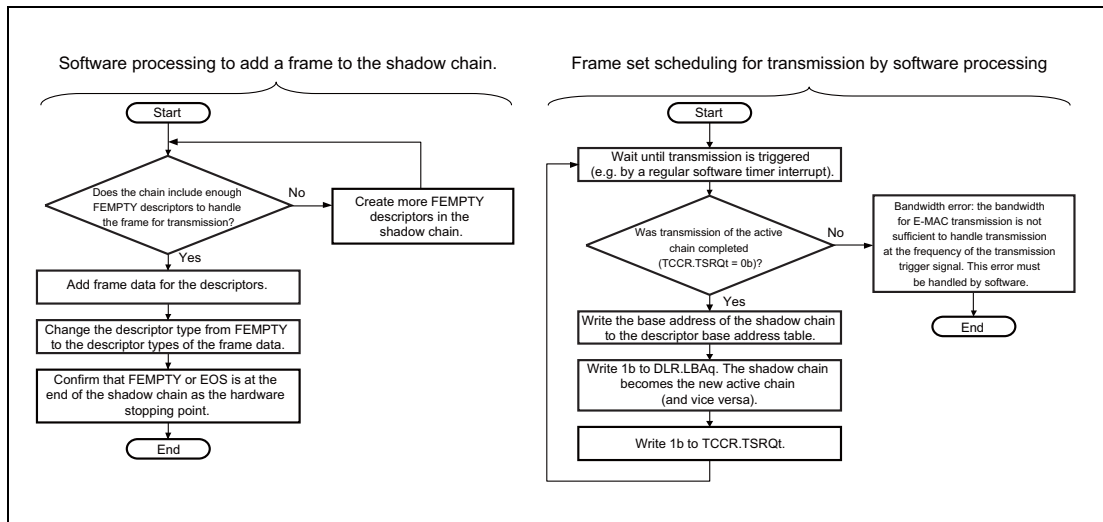 Software processing to add a frame to the shadow chain.
Start
Does the chain include enough
FEMPTY descriptors to handle
the frame for transmission?
No
Create more FEMPTY
descriptors in the
shadow chain.
Yes
Add frame data for the descriptors.
Change the descriptor type from FEMPTY
to the descriptor types of the frame data.
Confirm that FEMPTY or EOS is at the
end of the shadow chain as the hardware
stopping point.
End
Frame set scheduling for transmission by software processing
Start
Wait until transmission is triggered
(e.g. by a regular software timer interrupt).
Was transmission of the active
chain completed
(TCCR.TSRQt = 0b)?
No
Bandwidth error: the bandwidth
for E-MAC transmission is not
sufficient to handle transmission
at the frequency of the transmission
trigger signal. This error must
be handled by software.
End
Yes
Write the base address of the shadow chain
to the descriptor base address table.
Write 1b to DLR.LBAq. The shadow chain
becomes the new active chain
(and vice versa).
Write 1b to TCCR.TSRQt.